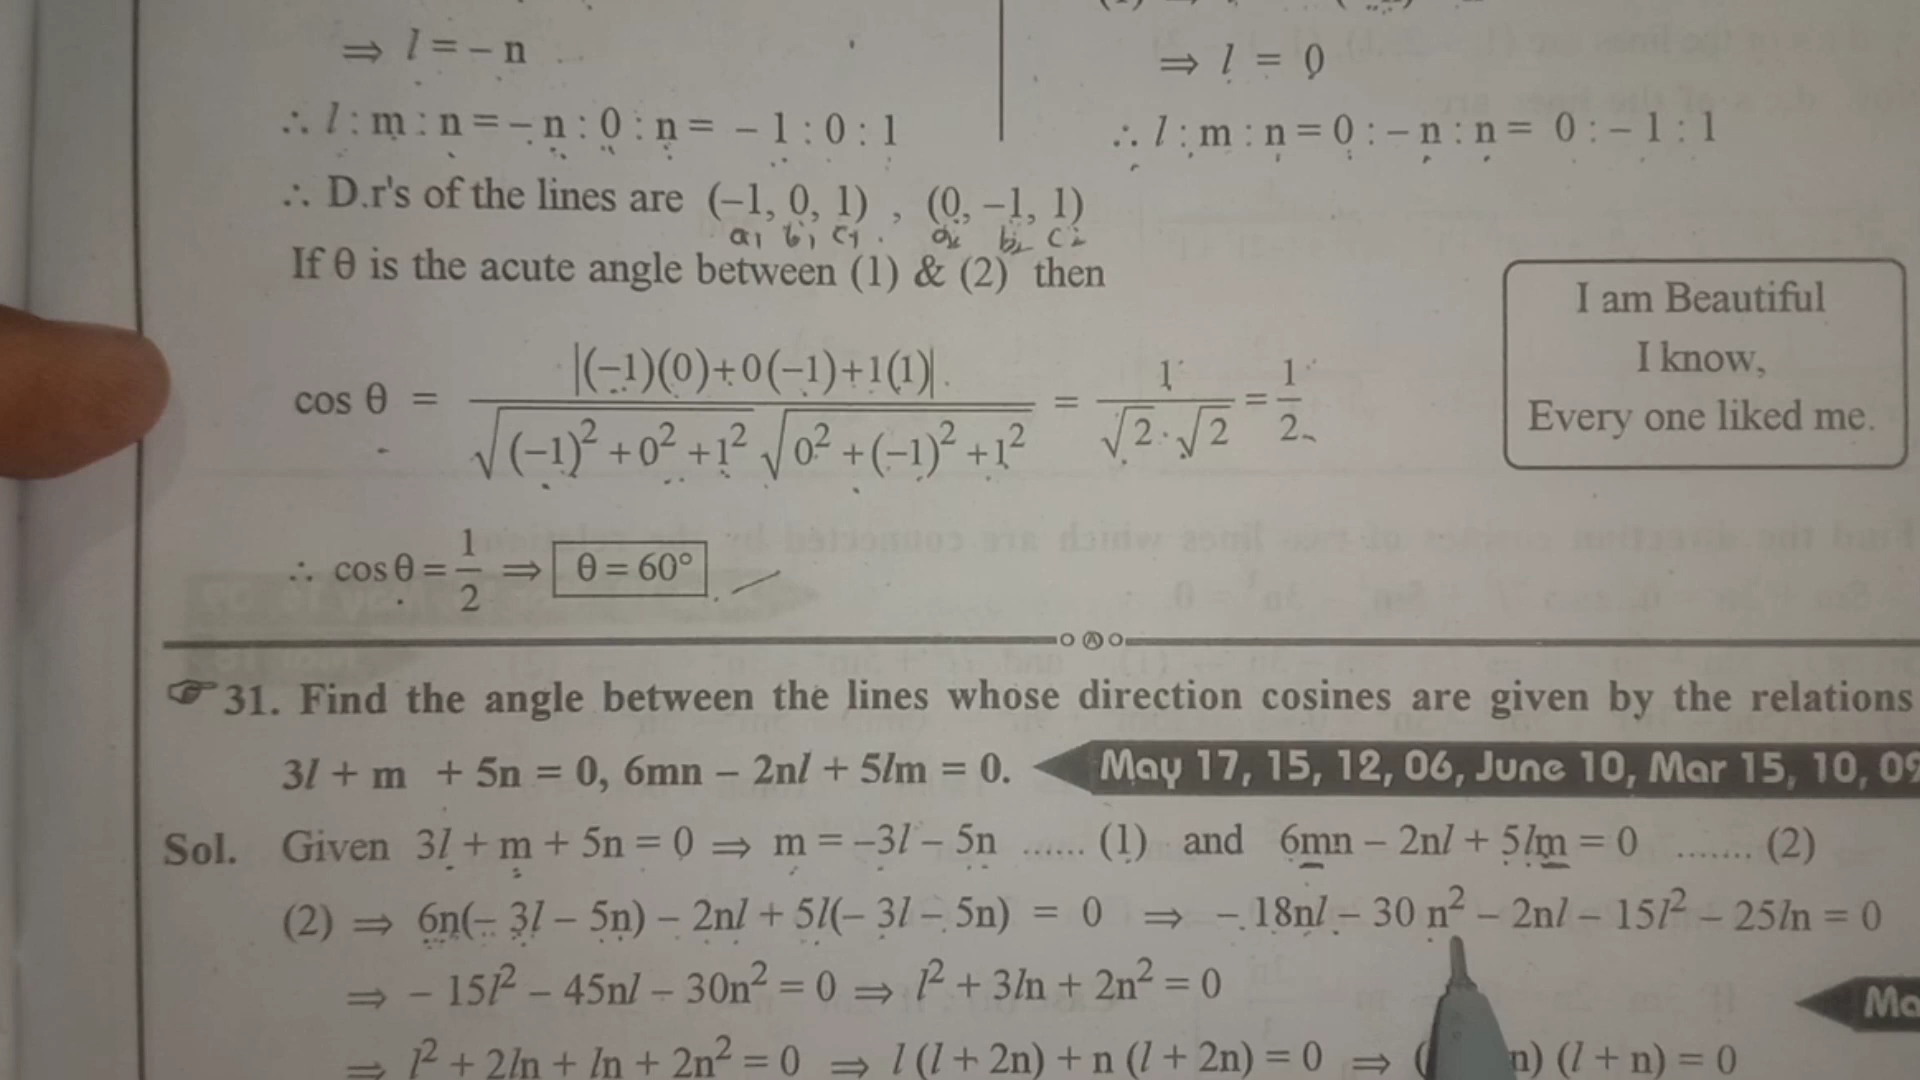 ⇒ l = – n
⇒ l = 0
∴ l : m : n = – n : 0 : n = – 1 : 0 : 1
∴ l : m : n = 0 : – n : n = 0 : – 1 : 1
∴ D.r's of the lines are (–1, 0, 1) , (0, –1, 1)
a1 b1 c1 a2 b2 c2
If θ is the acute angle between (1) & (2) then
cos θ = |(–1)(0)+0(–1)+1(1)| / √((–1)² + 0² + 1²) √(0² + (–1)² + 1²) = 1 / √2 · √2 = 1/2
I am Beautiful
I know,
Every one liked me.
∴ cos θ = 1/2 ⇒ θ = 60°
31. Find the angle between the lines whose direction cosines are given by the relations
3l + m + 5n = 0, 6mn – 2nl + 5lm = 0.
May 17, 15, 12, 06, June 10, Mar 15, 10, 09
Sol. Given 3l + m + 5n = 0 ⇒ m = –3l – 5n ...... (1) and 6mn – 2nl + 5lm = 0 ....... (2)
(2) ⇒ 6n(– 3l – 5n) – 2nl + 5l(– 3l – 5n) = 0 ⇒ – 18nl – 30 n² – 2nl – 15l² – 25ln = 0
⇒ – 15l² – 45nl – 30n² = 0 ⇒ l² + 3ln + 2n² = 0
⇒ l² + 2ln + ln + 2n² = 0 ⇒ l (l + 2n) + n (l + 2n) = 0 ⇒ ( n) (l + n) = 0